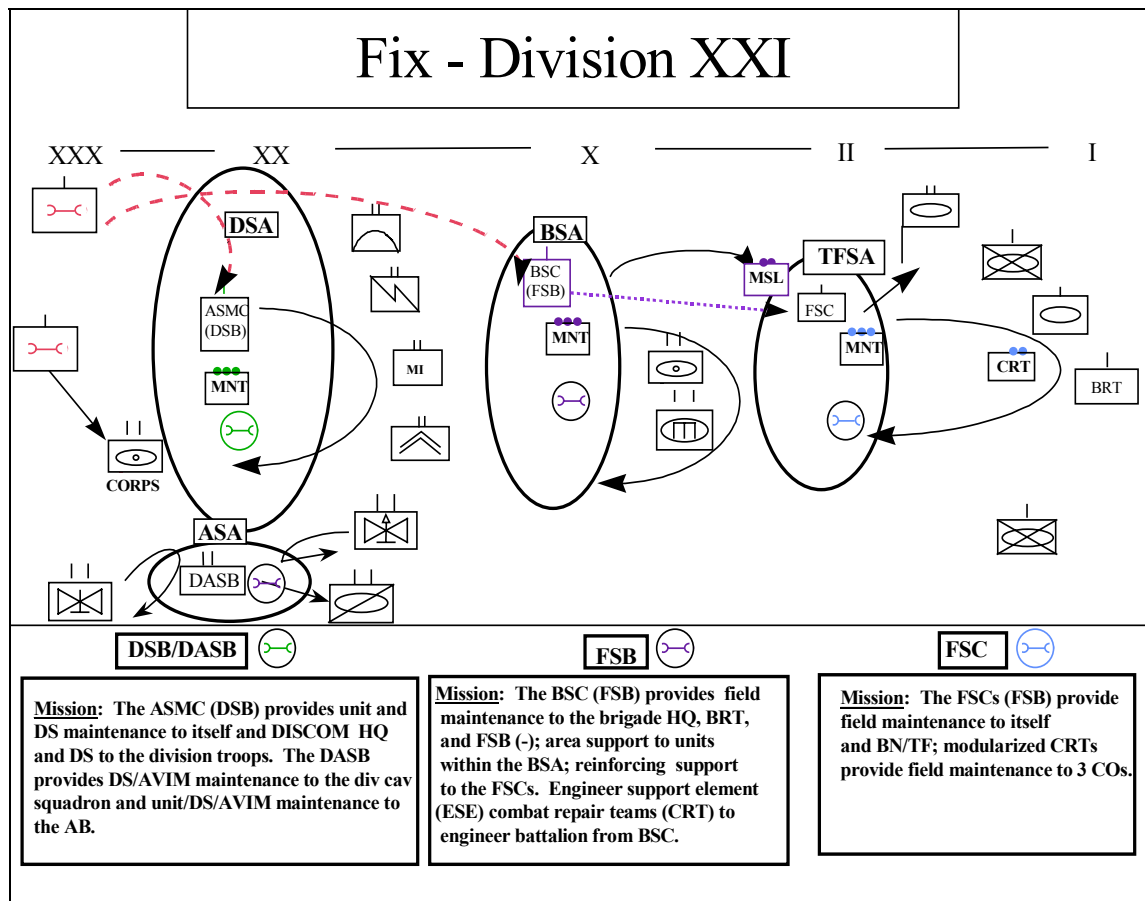 Fix - Division XXI
XXX XX X II I
DSA
BSA
TFSA
BSC
(FSB)
MSL
FSC
ASMC
(DSB)
MNT
MNT
MNT
MI
CRT
BRT
CORPS
ASA
DASB
DSB/DASB
FSB
FSC
Mission: The ASMC (DSB) provides unit and
DS maintenance to itself and DISCOM HQ
and DS to the division troops. The DASB
provides DS/AVIM maintenance to the div cav
squadron and unit/DS/AVIM maintenance to
the AB.
Mission: The BSC (FSB) provides field
maintenance to the brigade HQ, BRT,
and FSB (-); area support to units
within the BSA; reinforcing support
to the FSCs. Engineer support element
(ESE) combat repair teams (CRT) to
engineer battalion from BSC.
Mission: The FSCs (FSB) provide
field maintenance to itself
and BN/TF; modularized CRTs
provide field maintenance to 3 COs.